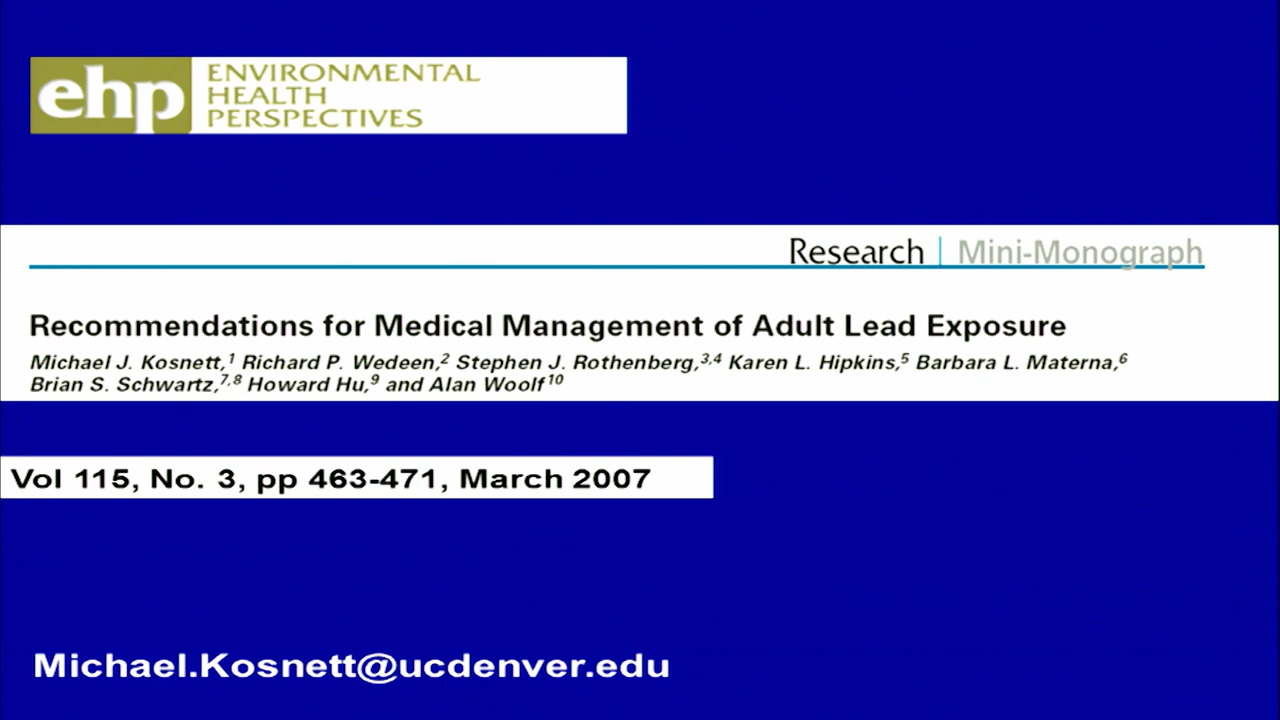 ehp
ENVIRONMENTAL
HEALTH
PERSPECTIVES
Research | Mini-Monograph
Recommendations for Medical Management of Adult Lead Exposure
Michael J. Kosnett,1 Richard P. Wedeen,2 Stephen J. Rothenberg,3,4 Karen L. Hipkins,5 Barbara L. Materna,6
Brian S. Schwartz,7,8 Howard Hu,9 and Alan Woolf10
Vol 115, No. 3, pp 463-471, March 2007
Michael.Kosnett@ucdenver.edu